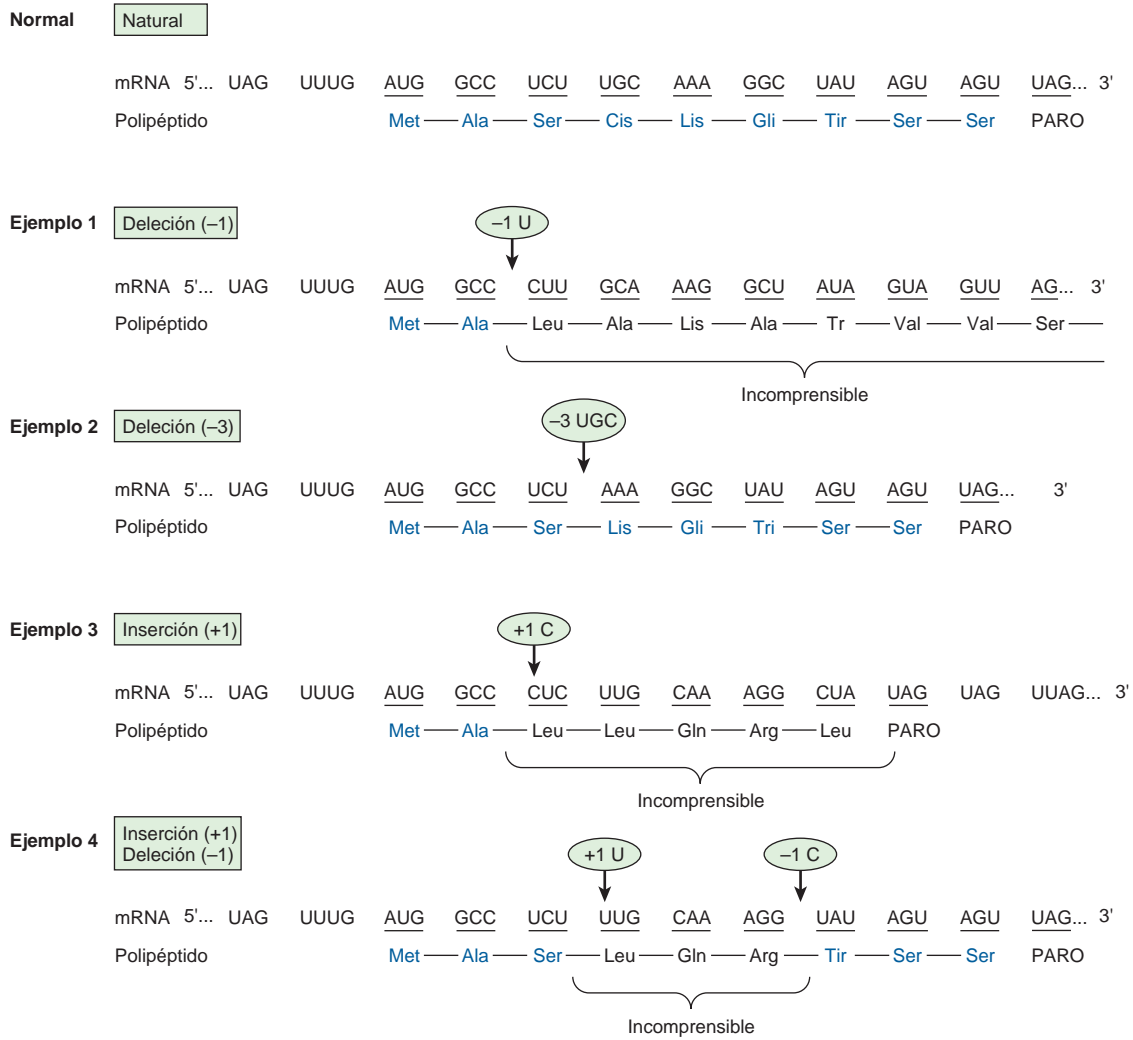 Normal Natural
mRNA 5'... UAG UUUG AUG GCC UCU UGC AAA GGC UAU AGU AGU UAG... 3'
Polipéptido Met Ala Ser Cis Lis Gli Tir Ser Ser PARO
Ejemplo 1 Deleción (–1) –1 U
mRNA 5'... UAG UUUG AUG GCC CUU GCA AAG GCU AUA GUA GUU AG... 3'
Polipéptido Met Ala Leu Ala Lis Ala Tr Val Val Ser
Incomprensible
Ejemplo 2 Deleción (–3) –3 UGC
mRNA 5'... UAG UUUG AUG GCC UCU AAA GGC UAU AGU AGU UAG... 3'
Polipéptido Met Ala Ser Lis Gli Tri Ser Ser PARO
Ejemplo 3 Inserción (+1) +1 C
mRNA 5'... UAG UUUG AUG GCC CUC UUG CAA AGG CUA UAG UAG UUAG... 3'
Polipéptido Met Ala Leu Leu Gln Arg Leu PARO
Incomprensible
Ejemplo 4 Inserción (+1)
Deleción (–1) +1 U –1 C
mRNA 5'... UAG UUUG AUG GCC UCU UUG CAA AGG UAU AGU AGU UAG... 3'
Polipéptido Met Ala Ser Leu Gln Arg Tir Ser Ser PARO
Incomprensible